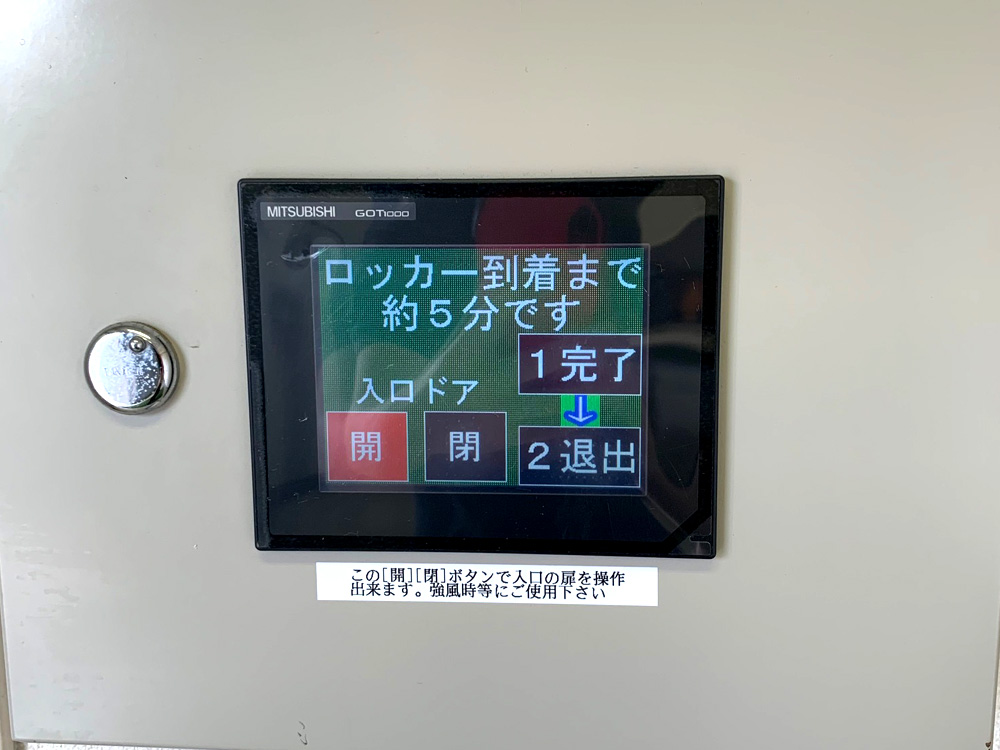 MITSUBISHI GOT1000
ロッカー到着まで
約5分です
1完了
入口ドア
開 閉
2退出
この[開][閉]ボタンで入口の扉を操作
出来ます。強風時等にご使用下さい